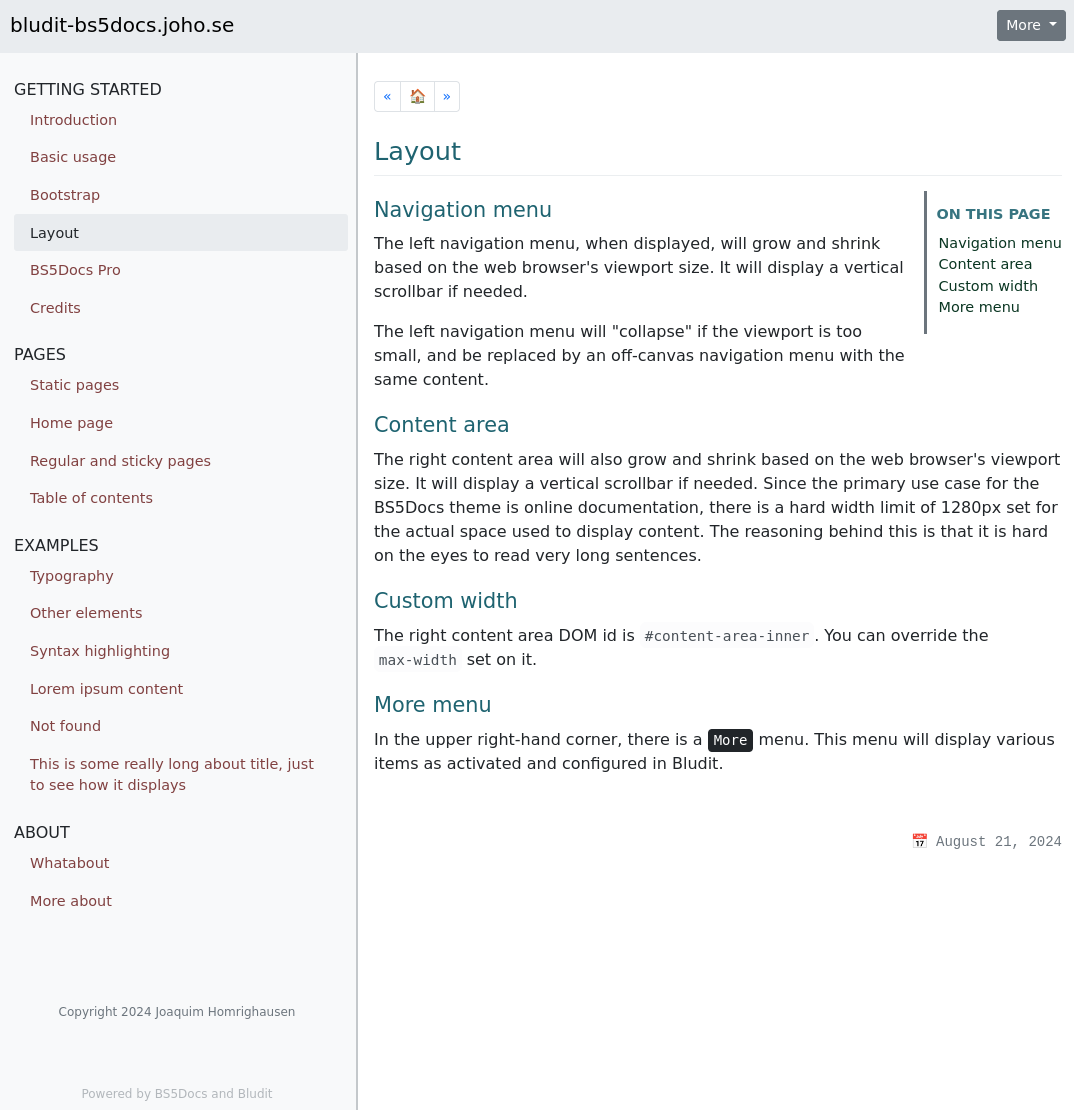 bludit-bs5docs.joho.se
More
GETTING STARTED
Introduction
Basic usage
Bootstrap
Layout
BS5Docs Pro
Credits
PAGES
Static pages
Home page
Regular and sticky pages
Table of contents
EXAMPLES
Typography
Other elements
Syntax highlighting
Lorem ipsum content
Not found
This is some really long about title, just
to see how it displays
ABOUT
Whatabout
More about
Copyright 2024 Joaquim Homrighausen
Powered by BS5Docs and Bludit
« 🏠 »
Layout
Navigation menu
The left navigation menu, when displayed, will grow and shrink
based on the web browser's viewport size. It will display a vertical
scrollbar if needed.
The left navigation menu will "collapse" if the viewport is too
small, and be replaced by an off-canvas navigation menu with the
same content.
ON THIS PAGE
Navigation menu
Content area
Custom width
More menu
Content area
The right content area will also grow and shrink based on the web browser's viewport
size. It will display a vertical scrollbar if needed. Since the primary use case for the
BS5Docs theme is online documentation, there is a hard width limit of 1280px set for
the actual space used to display content. The reasoning behind this is that it is hard
on the eyes to read very long sentences.
Custom width
The right content area DOM id is #content-area-inner. You can override the
max-width set on it.
More menu
In the upper right-hand corner, there is a More menu. This menu will display various
items as activated and configured in Bludit.
📅 August 21, 2024